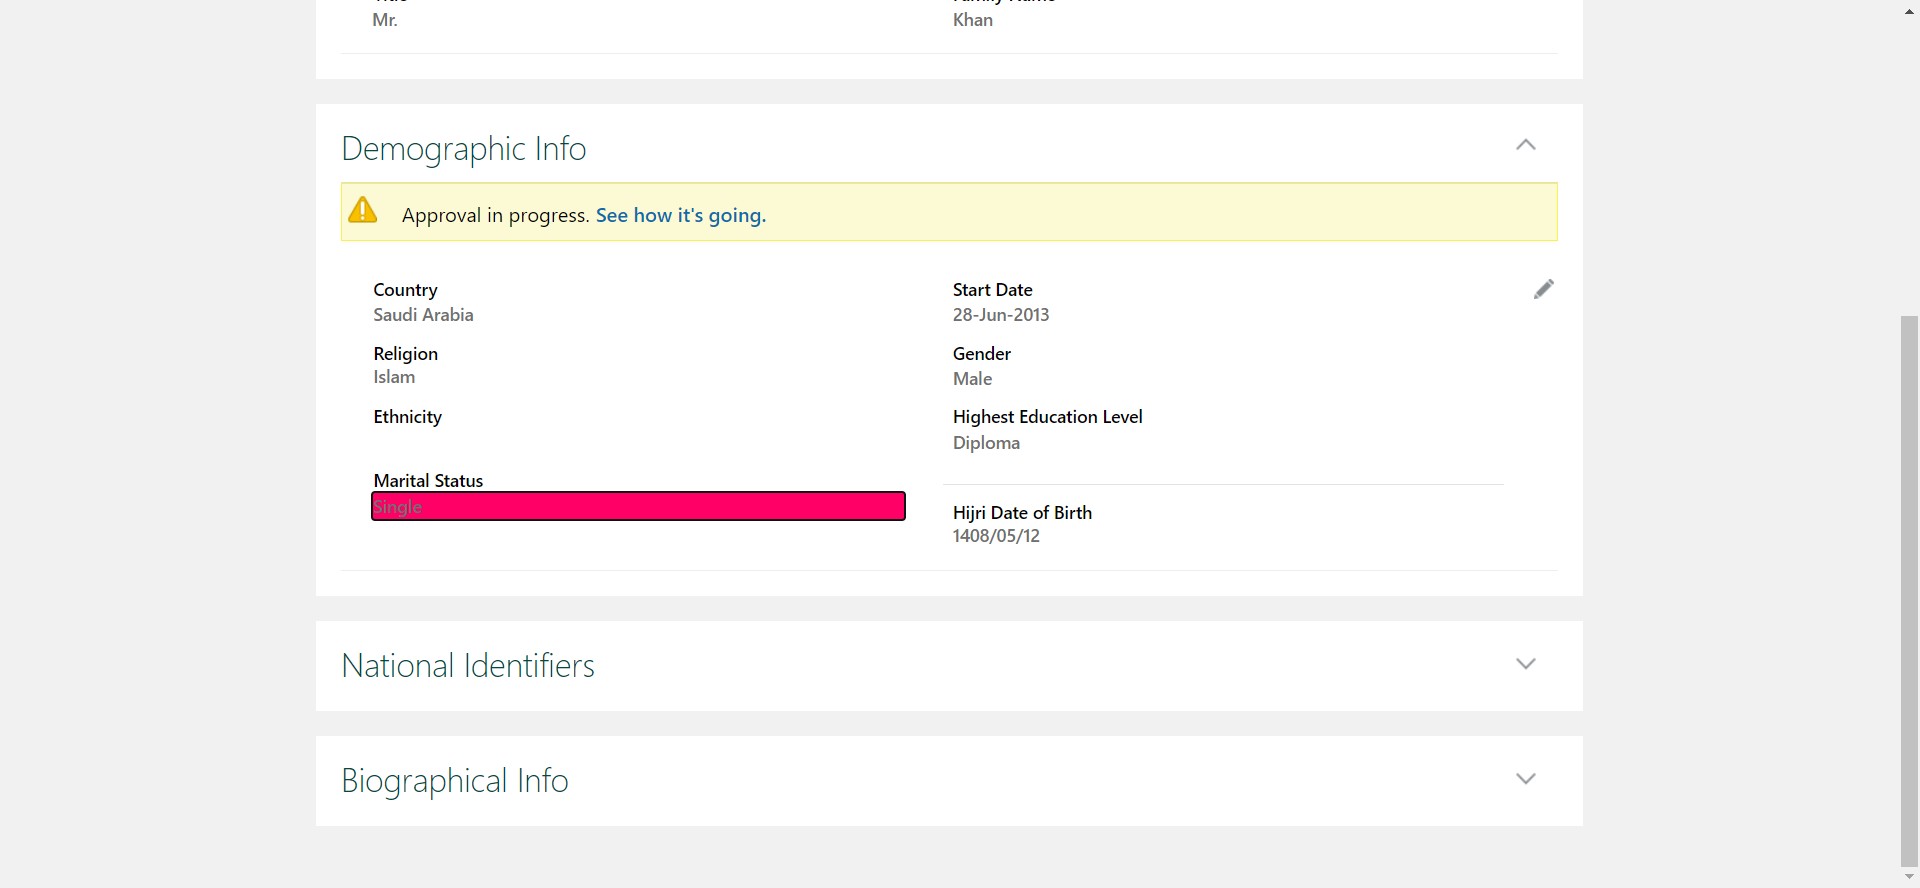 Mr.
Khan
Demographic Info
Approval in progress. See how it's going.
Country
Saudi Arabia
Start Date
28-Jun-2013
Religion
Islam
Gender
Male
Ethnicity
Highest Education Level
Diploma
Marital Status
Single
Hijri Date of Birth
1408/05/12
National Identifiers
Biographical Info